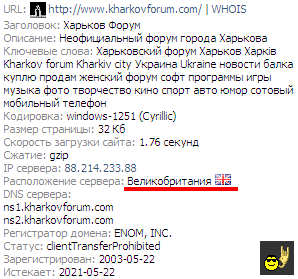 URL: http://www.kharkovforum.com/ | WHOIS
Заголовок: Харьков Форум
Описание: Неофициальный форум города Харькова
Ключевые слова: Харьковский форум Харьков Харків
Kharkov forum Kharkiv city Украина Ukraine новости балка
куплю продам женский форум софт программы игры
музыка фото творчество кино спорт авто юмор сотовый
мобильный телефон
Кодировка: windows-1251 (Cyrillic)
Размер страницы: 32 Кб
Скорость загрузки сайта: 1.76 секунд
Сжатие: gzip
IP сервера: 88.214.233.88
Расположение сервера: Великобритания
DNS сервера:
ns1.kharkovforum.com
ns2.kharkovforum.com
Регистратор домена: ENOM, INC.
Статус: clientTransferProhibited
Зарегистрирован: 2003-05-22
Истекает: 2021-05-22